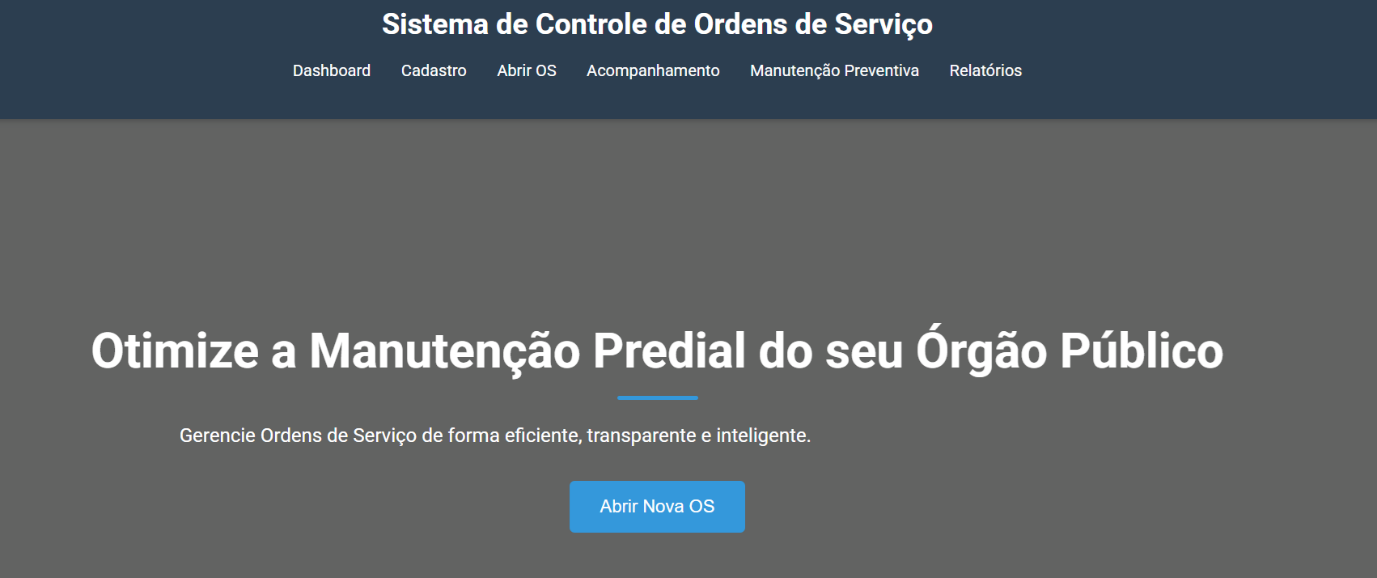 Sistema de Controle de Ordens de Serviço
Dashboard Cadastro Abrir OS Acompanhamento Manutenção Preventiva Relatórios
Otimize a Manutenção Predial do seu Órgão Público
Gerencie Ordens de Serviço de forma eficiente, transparente e inteligente.
Abrir Nova OS